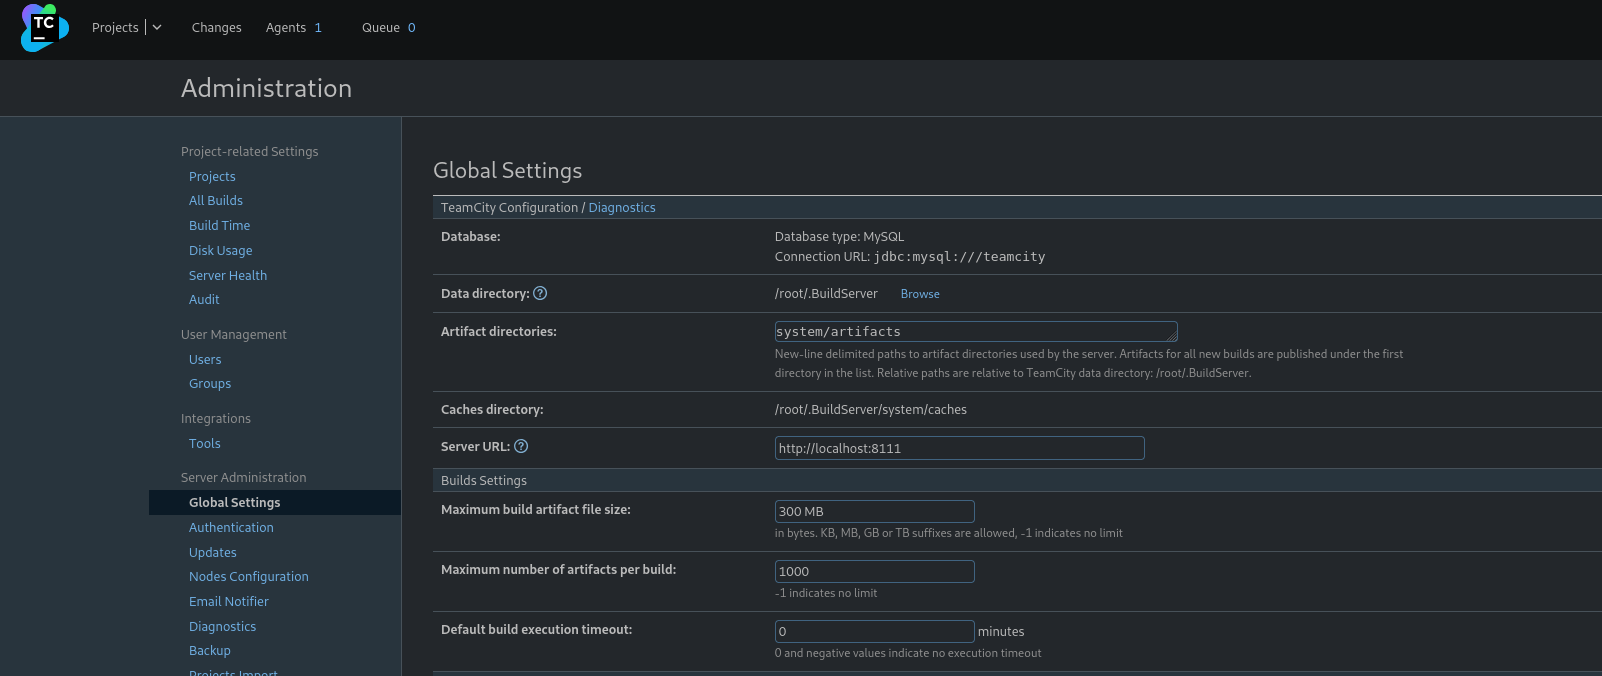 TC
Projects
Changes
Agents 1
Queue 0
Administration
Project-related Settings
Projects
All Builds
Build Time
Disk Usage
Server Health
Audit
User Management
Users
Groups
Integrations
Tools
Server Administration
Global Settings
Authentication
Updates
Nodes Configuration
Email Notifier
Diagnostics
Backup
Projects Import
Global Settings
TeamCity Configuration / Diagnostics
Database:
Database type: MySQL
Connection URL: jdbc:mysql:///teamcity
Data directory: ?
/root/.BuildServer Browse
Artifact directories:
system/artifacts
New-line delimited paths to artifact directories used by the server. Artifacts for all new builds are published under the first
directory in the list. Relative paths are relative to TeamCity data directory: /root/.BuildServer.
Caches directory:
/root/.BuildServer/system/caches
Server URL: ?
http://localhost:8111
Builds Settings
Maximum build artifact file size:
300 MB
in bytes. KB, MB, GB or TB suffixes are allowed, -1 indicates no limit
Maximum number of artifacts per build:
1000
-1 indicates no limit
Default build execution timeout:
0 minutes
0 and negative values indicate no execution timeout